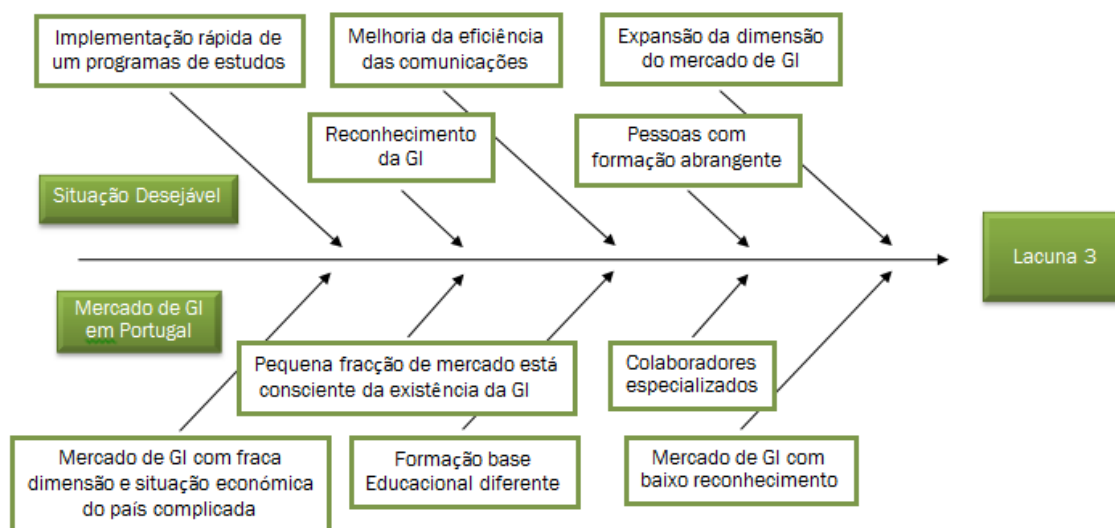 Implementação rápida de
um programas de estudos
Melhoria da eficiência
das comunicações
Expansão da dimensão
do mercado de GI
Reconhecimento
da GI
Pessoas com
formação abrangente
Situação Desejável
Lacuna 3
Mercado de GI
em Portugal
Pequena fracção de mercado está
consciente da existência da GI
Colaboradores
especializados
Mercado de GI com fraca
dimensão e situação económica
do país complicada
Formação base
Educacional diferente
Mercado de GI com
baixo reconhecimento